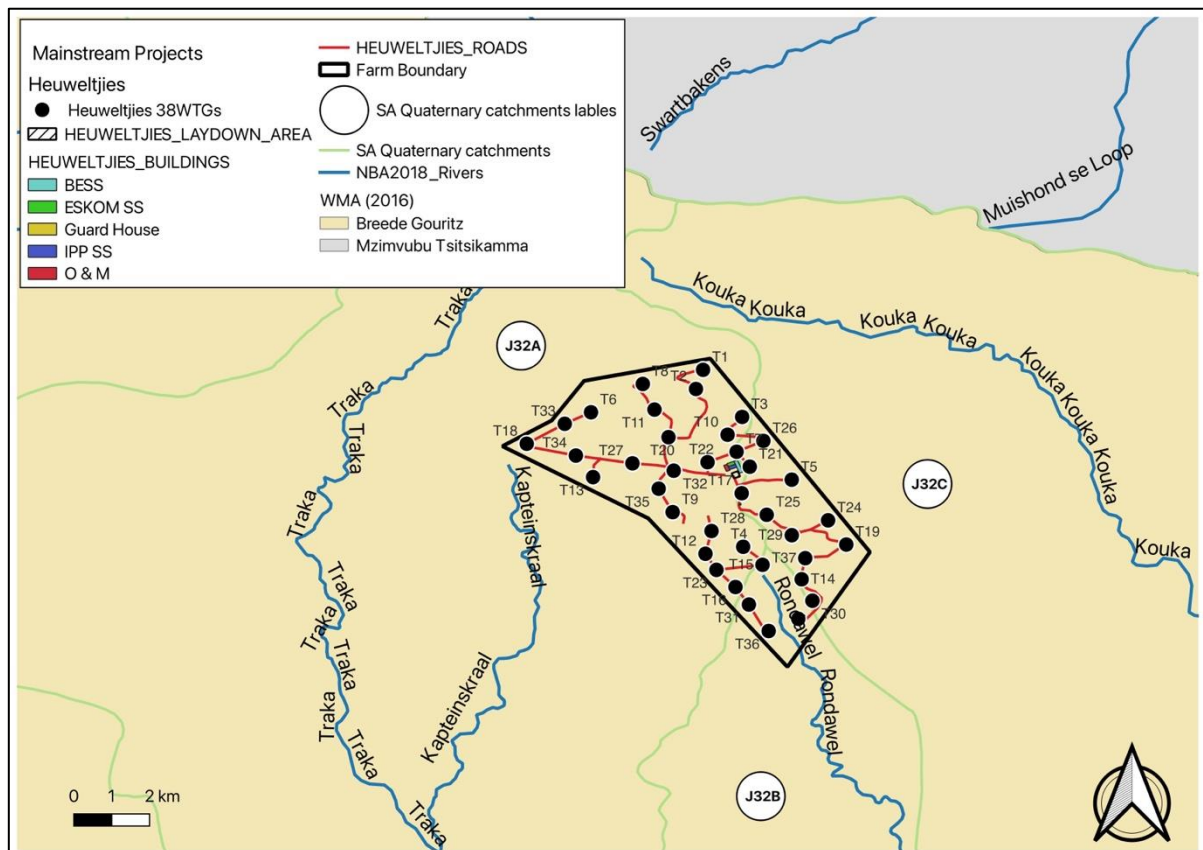 Mainstream Projects
Heuweltjies
Heuweltjies 38WTGs
HEUWELTJIES_LAYDOWN_AREA
HEUWELTJIES_BUILDINGS
BESS
ESKOM SS
Guard House
IPP SS
O & M
HEUWELTJIES_ROADS
Farm Boundary
SA Quaternary catchments lables
SA Quaternary catchments
NBA2018_Rivers
WMA (2016)
Breede Gouritz
Mzimvubu Tsitsikamma
Swartbakens
Muishond se Loop
Kouka
Kouka
Kouka
Kouka
Kouka
Kouka
Kouka
Kouka
Kouka
Traka
Traka
Traka
Traka
Traka
Traka
Traka
Traka
Traka
Traka
J32A
J32C
J32B
Kapteinskraal
Kapteinskraal
Rondawel
Rondawel
T1
T8
T6
T33
T11
T3
T10
T26
T18
T34
T27
T20
T22
T21
T5
T13
T32
T17
T35
T9
T25
T24
T28
T4
T29
T19
T12
T15
T37
T23
T14
T16
T31
T30
T36
0 1 2 km